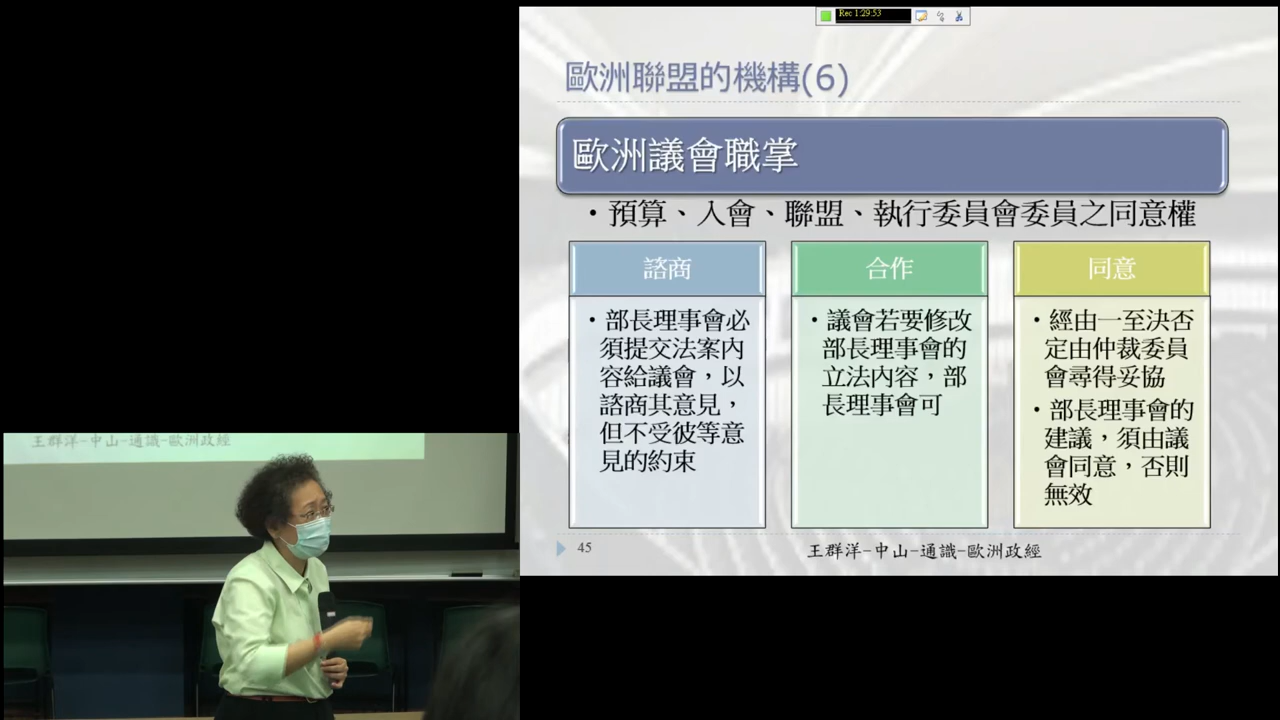 Rec 1:29:53
歐洲聯盟的機構(6)
歐洲議會職掌
・預算、入會、聯盟、執行委員會委員之同意權
諮商
・部長理事會必
須提交法案內
容給議會，以
諮商其意見，
但不受彼等意
見的約束
合作
・議會若要修改
部長理事會的
立法內容，部
長理事會可
同意
・經由一至決否
定由仲裁委員
會尋得妥協
・部長理事會的
建議，須由議
會同意，否則
無效
45
王群洋-中山-通識-歐洲政經
王群洋-中山-通識-歐洲政經